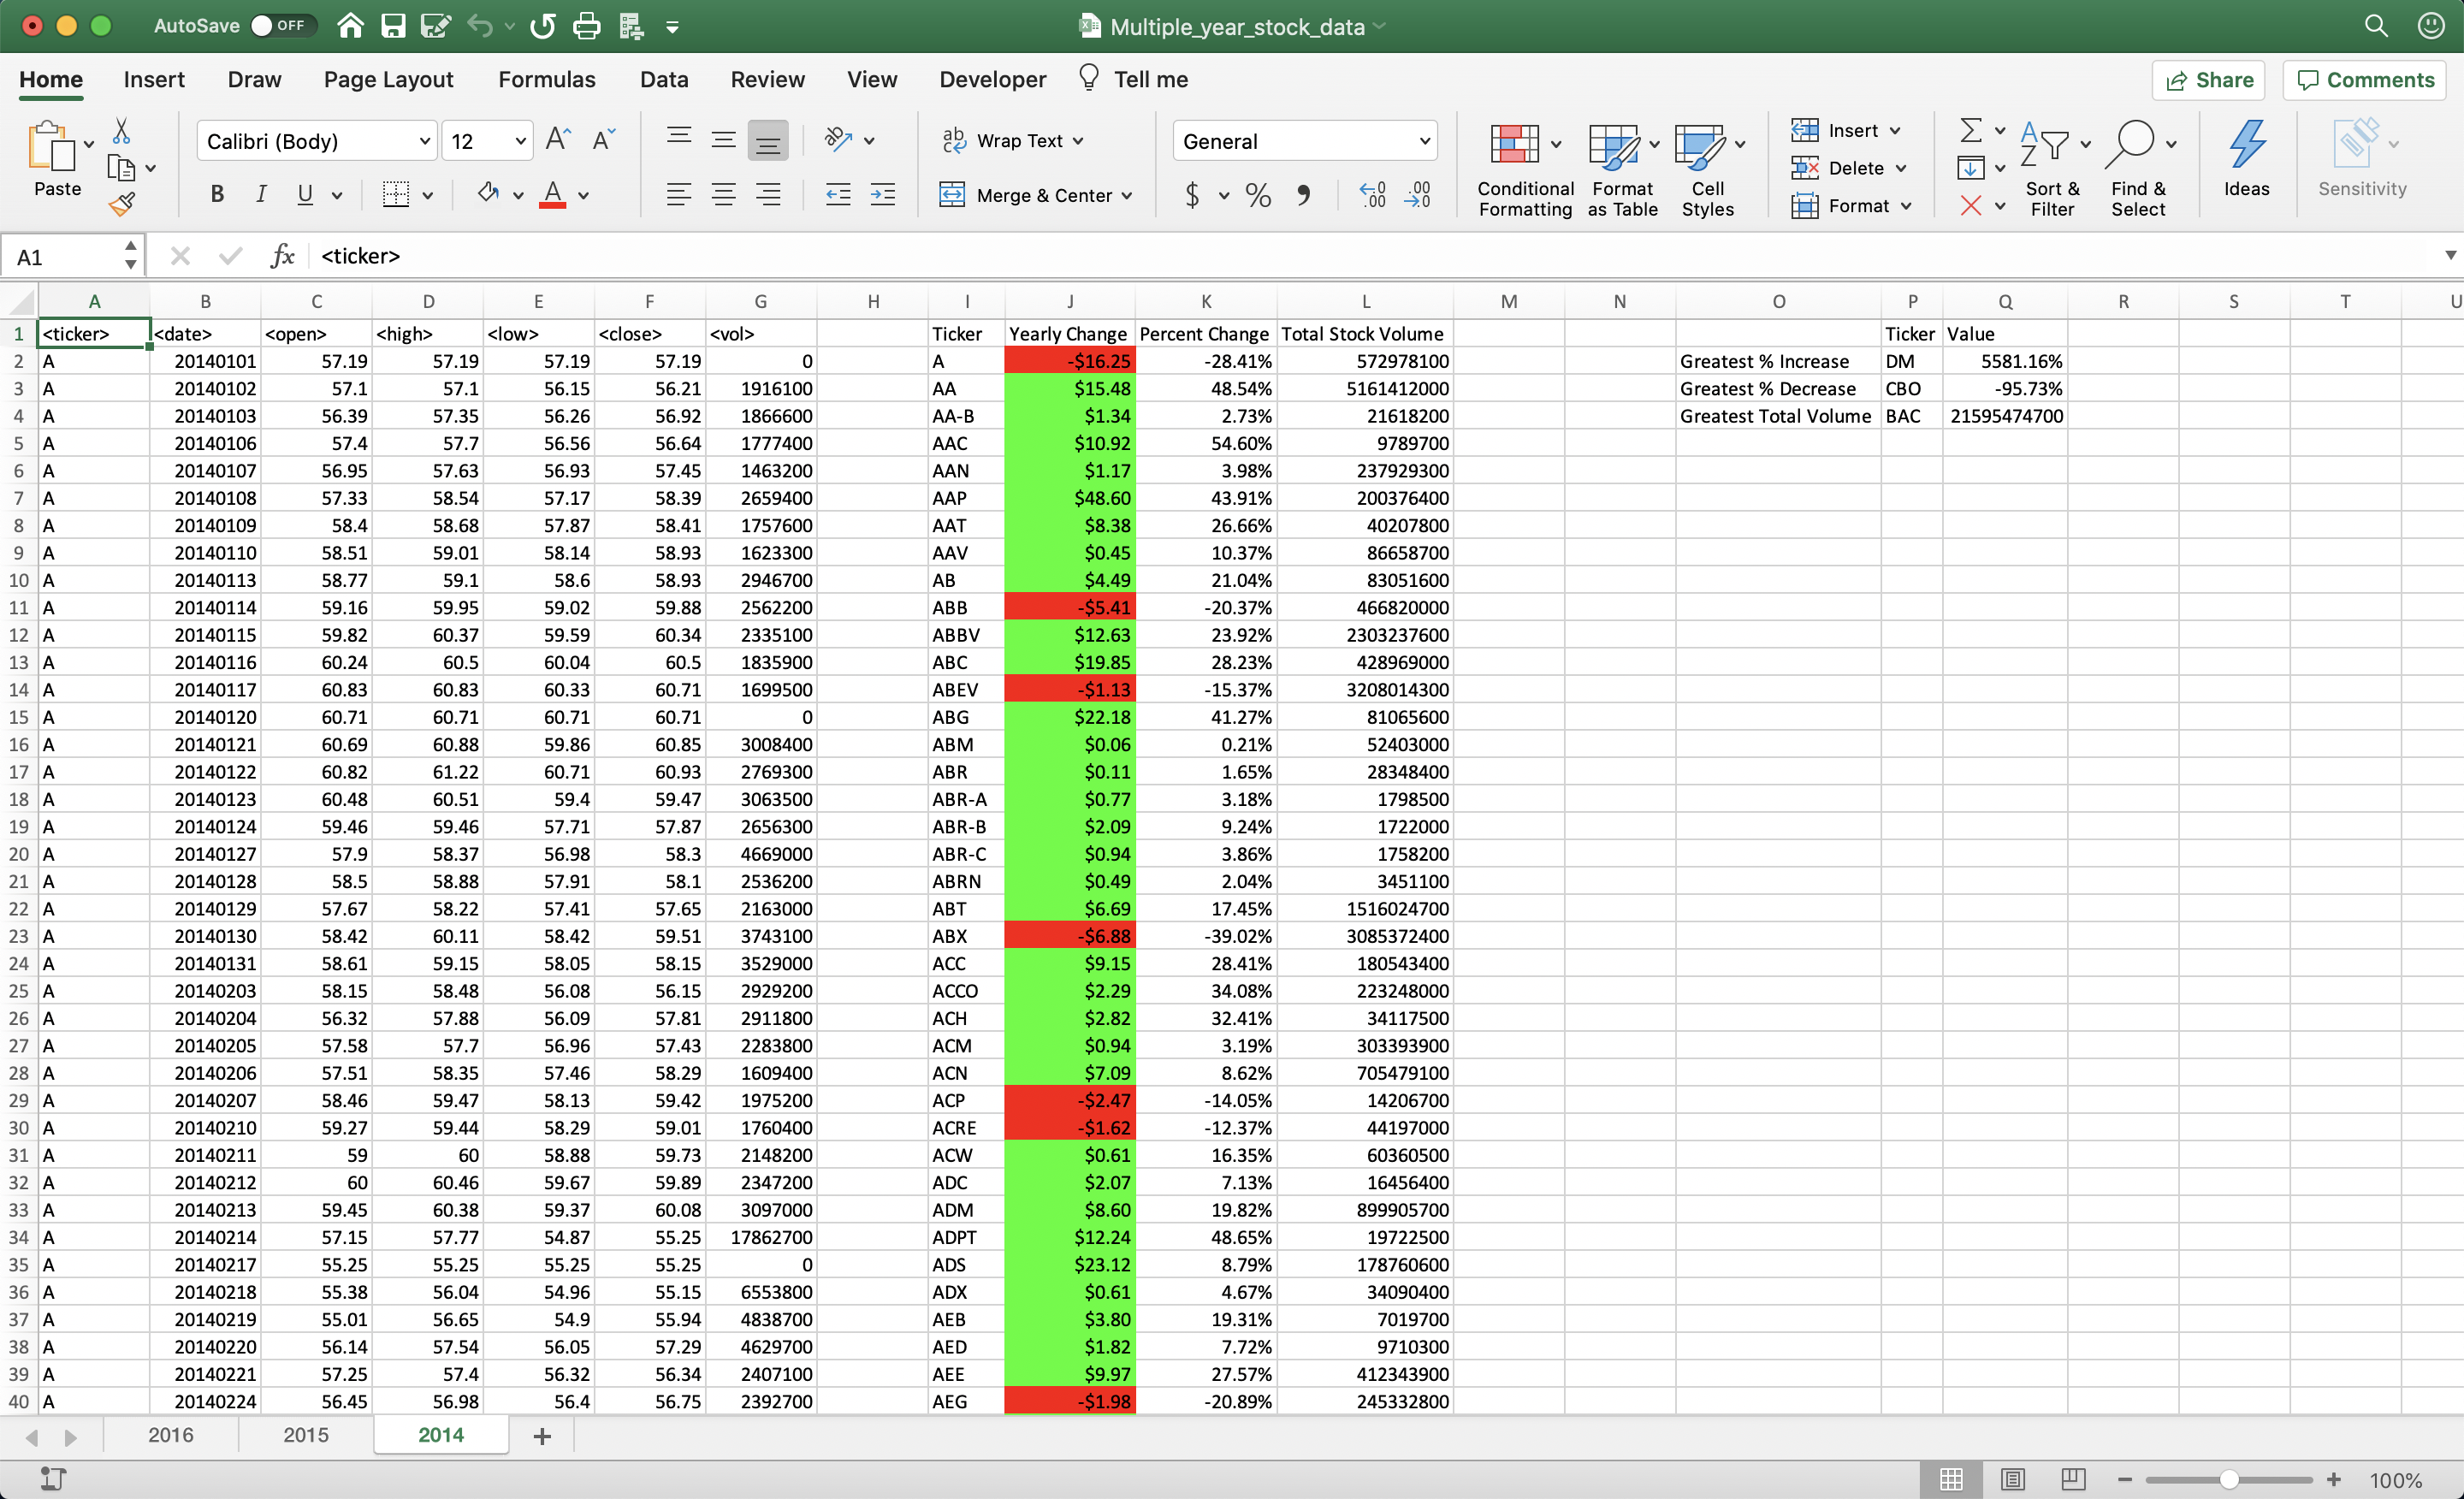 AutoSave OFF Multiple_year_stock_data
Home Insert Draw Page Layout Formulas Data Review View Developer Tell me Share Comments
Paste Calibri (Body) 12 Wrap Text General Conditional Formatting Format as Table Cell Styles Insert Sort & Filter Find & Select Ideas Sensitivity
B I U A Merge & Center $ % Delete
Format
A1 fx <ticker>
A B C D E F G H I J K L M N O P Q R S T U
1 <ticker> <date> <open> <high> <low> <close> <vol> Ticker Yearly Change Percent Change Total Stock Volume Ticker Value
2 A 20140101 57.19 57.19 57.19 57.19 0 A -$16.25 -28.41% 572978100 Greatest % Increase DM 5581.16%
3 A 20140102 57.1 57.1 56.15 56.21 1916100 AA $15.48 48.54% 5161412000 Greatest % Decrease CBO -95.73%
4 A 20140103 56.39 57.35 56.26 56.92 1866600 AA-B $1.34 2.73% 21618200 Greatest Total Volume BAC 21595474700
5 A 20140106 57.4 57.7 56.56 56.64 1777400 AAC $10.92 54.60% 9789700
6 A 20140107 56.95 57.63 56.93 57.45 1463200 AAN $1.17 3.98% 237929300
7 A 20140108 57.33 58.54 57.17 58.39 2659400 AAP $48.60 43.91% 200376400
8 A 20140109 58.4 58.68 57.87 58.41 1757600 AAT $8.38 26.66% 40207800
9 A 20140110 58.51 59.01 58.14 58.93 1623300 AAV $0.45 10.37% 86658700
10 A 20140113 58.77 59.1 58.6 58.93 2946700 AB $4.49 21.04% 83051600
11 A 20140114 59.16 59.95 59.02 59.88 2562200 ABB -$5.41 -20.37% 466820000
12 A 20140115 59.82 60.37 59.59 60.34 2335100 ABBV $12.63 23.92% 2303237600
13 A 20140116 60.24 60.5 60.04 60.5 1835900 ABC $19.85 28.23% 428969000
14 A 20140117 60.83 60.83 60.33 60.71 1699500 ABEV -$1.13 -15.37% 3208014300
15 A 20140120 60.71 60.71 60.71 60.71 0 ABG $22.18 41.27% 81065600
16 A 20140121 60.69 60.88 59.86 60.85 3008400 ABM $0.06 0.21% 52403000
17 A 20140122 60.82 61.22 60.71 60.93 2769300 ABR $0.11 1.65% 28348400
18 A 20140123 60.48 60.51 59.4 59.47 3063500 ABR-A $0.77 3.18% 1798500
19 A 20140124 59.46 59.46 57.71 57.87 2656300 ABR-B $2.09 9.24% 1722000
20 A 20140127 57.9 58.37 56.98 58.3 4669000 ABR-C $0.94 3.86% 1758200
21 A 20140128 58.5 58.88 57.91 58.1 2536200 ABRN $0.49 2.04% 3451100
22 A 20140129 57.67 58.22 57.41 57.65 2163000 ABT $6.69 17.45% 1516024700
23 A 20140130 58.42 60.11 58.42 59.51 3743100 ABX -$6.88 -39.02% 3085372400
24 A 20140131 58.61 59.15 58.05 58.15 3529000 ACC $9.15 28.41% 180543400
25 A 20140203 58.15 58.48 56.08 56.15 2929200 ACCO $2.29 34.08% 223248000
26 A 20140204 56.32 57.88 56.09 57.81 2911800 ACH $2.82 32.41% 34117500
27 A 20140205 57.58 57.7 56.96 57.43 2283800 ACM $0.94 3.19% 303393900
28 A 20140206 57.51 58.35 57.46 58.29 1609400 ACN $7.09 8.62% 705479100
29 A 20140207 58.46 59.47 58.13 59.42 1975200 ACP -$2.47 -14.05% 14206700
30 A 20140210 59.27 59.44 58.29 59.01 1760400 ACRE -$1.62 -12.37% 44197000
31 A 20140211 59 60 58.88 59.73 2148200 ACW $0.61 16.35% 60360500
32 A 20140212 60 60.46 59.67 59.89 2347200 ADC $2.07 7.13% 16456400
33 A 20140213 59.45 60.38 59.37 60.08 3097000 ADM $8.60 19.82% 899905700
34 A 20140214 57.15 57.77 54.87 55.25 17862700 ADPT $12.24 48.65% 19722500
35 A 20140217 55.25 55.25 55.25 55.25 0 ADS $23.12 8.79% 178760600
36 A 20140218 55.38 56.04 54.96 55.15 6553800 ADX $0.61 4.67% 34090400
37 A 20140219 55.01 56.65 54.9 55.94 4838700 AEB $3.80 19.31% 7019700
38 A 20140220 56.14 57.54 56.05 57.29 4629700 AED $1.82 7.72% 9710300
39 A 20140221 57.25 57.4 56.32 56.34 2407100 AEE $9.97 27.57% 412343900
40 A 20140224 56.45 56.98 56.4 56.75 2392700 AEG -$1.98 -20.89% 245332800
2016 2015 2014 +
100%